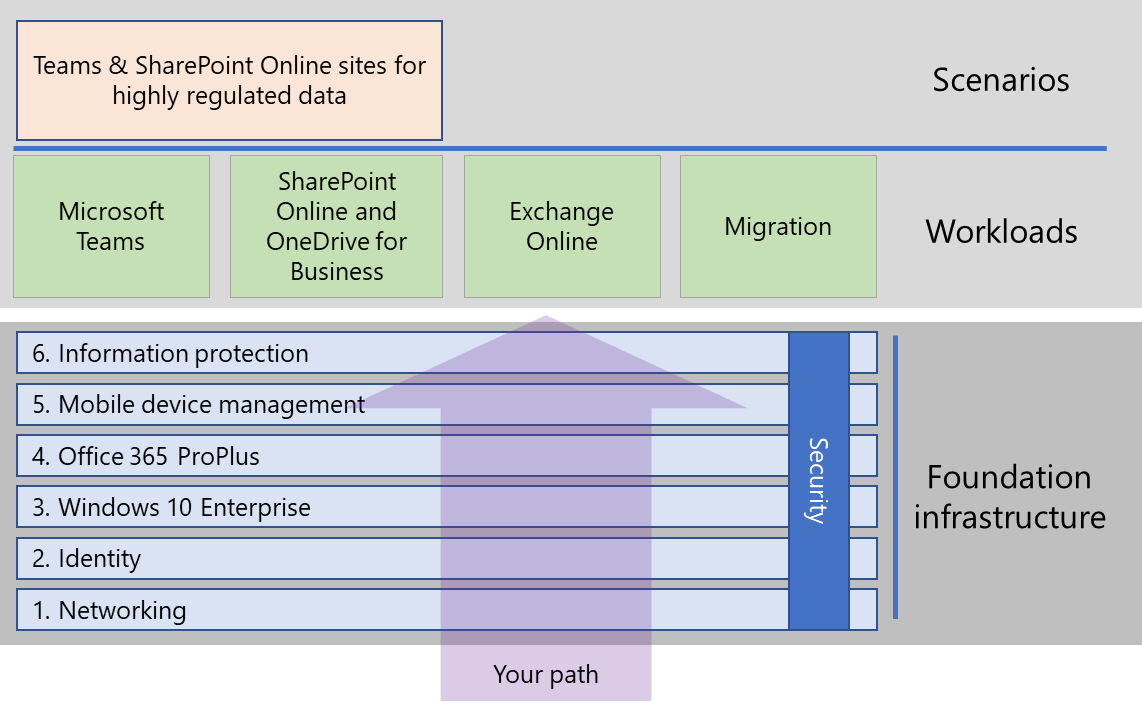 Teams & SharePoint Online sites for
highly regulated data
Scenarios
Microsoft
Teams
SharePoint
Online and
OneDrive for
Business
Exchange
Online
Migration
Workloads
6. Information protection
5. Mobile device management
4. Office 365 ProPlus
3. Windows 10 Enterprise
2. Identity
1. Networking
Security
Foundation
infrastructure
Your path